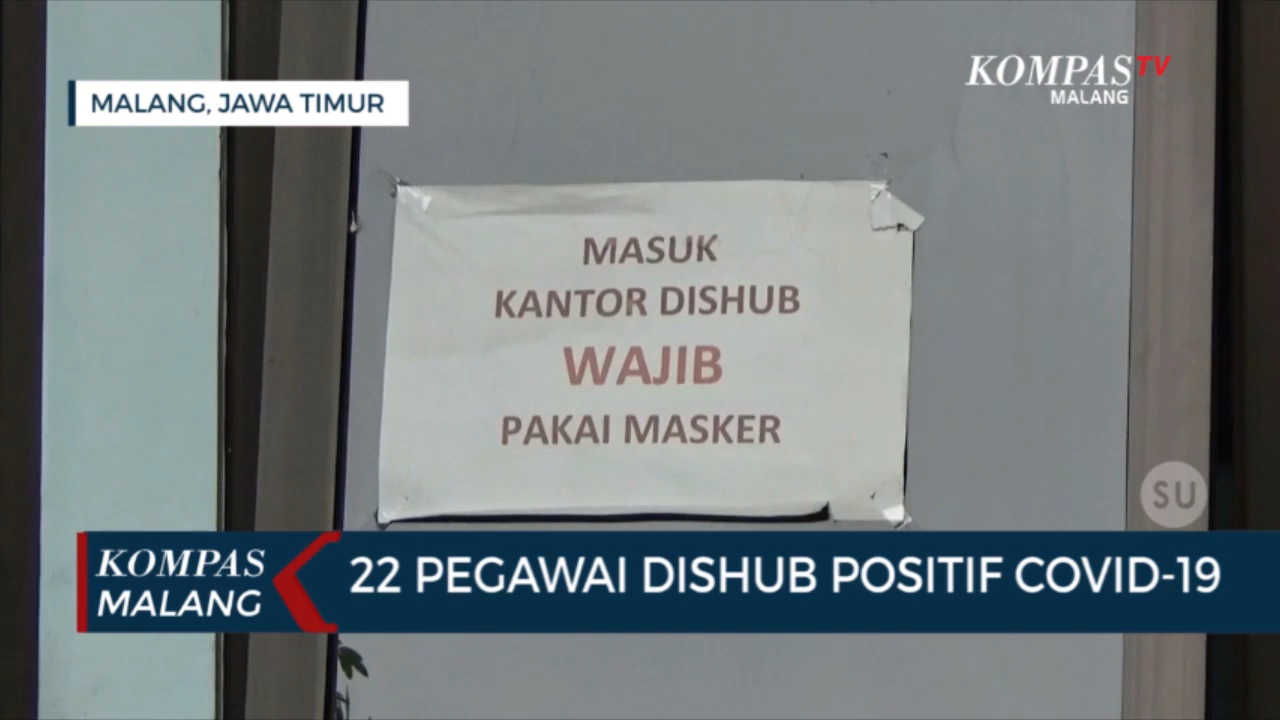 MALANG, JAWA TIMUR
KOMPASTV
MALANG
MASUK
KANTOR DISHUB
WAJIB
PAKAI MASKER
SU
KOMPAS
MALANG
22 PEGAWAI DISHUB POSITIF COVID-19